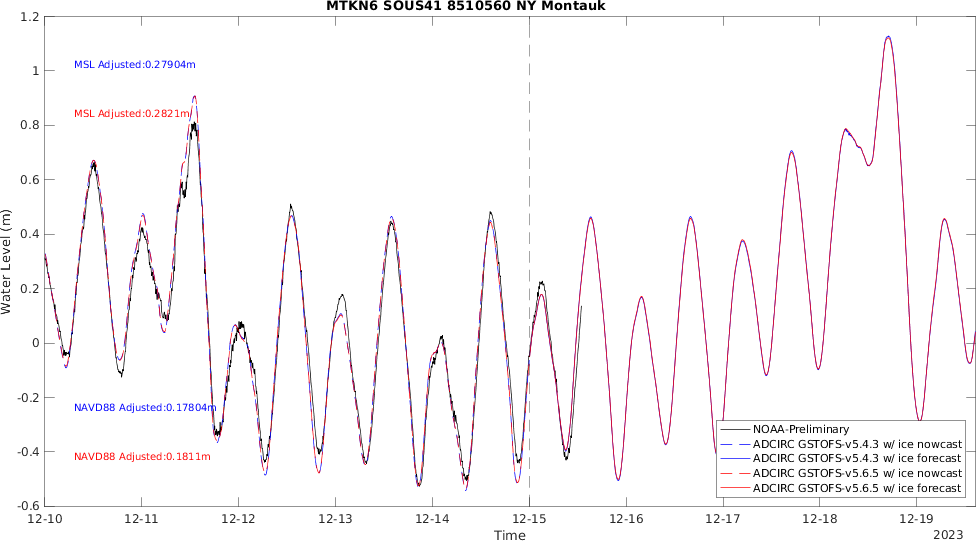 MTKN6 SOUS41 8510560 NY Montauk
1.2
1
0.8
0.6
0.4
0.2
0
-0.2
-0.4
-0.6
Water Level (m)
MSL Adjusted:0.27904m
MSL Adjusted:0.2821m
NAVD88 Adjusted:0.17804m
NAVD88 Adjusted:0.1811m
NOAA-Preliminary
ADCIRC GSTOFS-v5.4.3 w/ ice nowcast
ADCIRC GSTOFS-v5.4.3 w/ ice forecast
ADCIRC GSTOFS-v5.6.5 w/ ice nowcast
ADCIRC GSTOFS-v5.6.5 w/ ice forecast
12-10 12-11 12-12 12-13 12-14 12-15 12-16 12-17 12-18 12-19
Time
2023